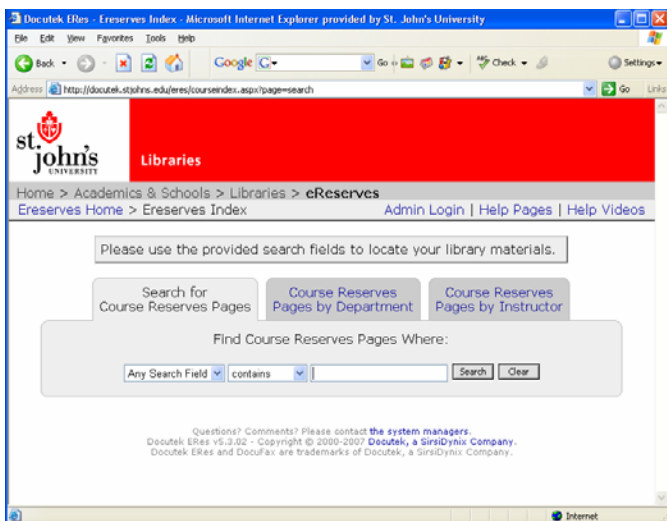 Docutek ERes - Ereserves Index - Microsoft Internet Explorer provided by St. John's University
File Edit View Favorites Tools Help
Back Google G Go Check Settings
Address http://docutek.stjohns.edu/eres/courseindex.aspx?page=search Go Links
st.
john's
UNIVERSITY
Libraries
Home > Academics & Schools > Libraries > eReserves
Ereserves Home > Ereserves Index Admin Login | Help Pages | Help Videos
Please use the provided search fields to locate your library materials.
Search for Course Reserves Course Reserves
Course Reserves Pages Pages by Department Pages by Instructor
Find Course Reserves Pages Where:
Any Search Field contains Search Clear
Questions? Comments? Please contact the system managers.
Docutek ERes v5.3.02 - Copyright © 2000-2007 Docutek, a SirsiDynix Company.
Docutek ERes and DocuFax are trademarks of Docutek, a SirsiDynix Company.
Internet